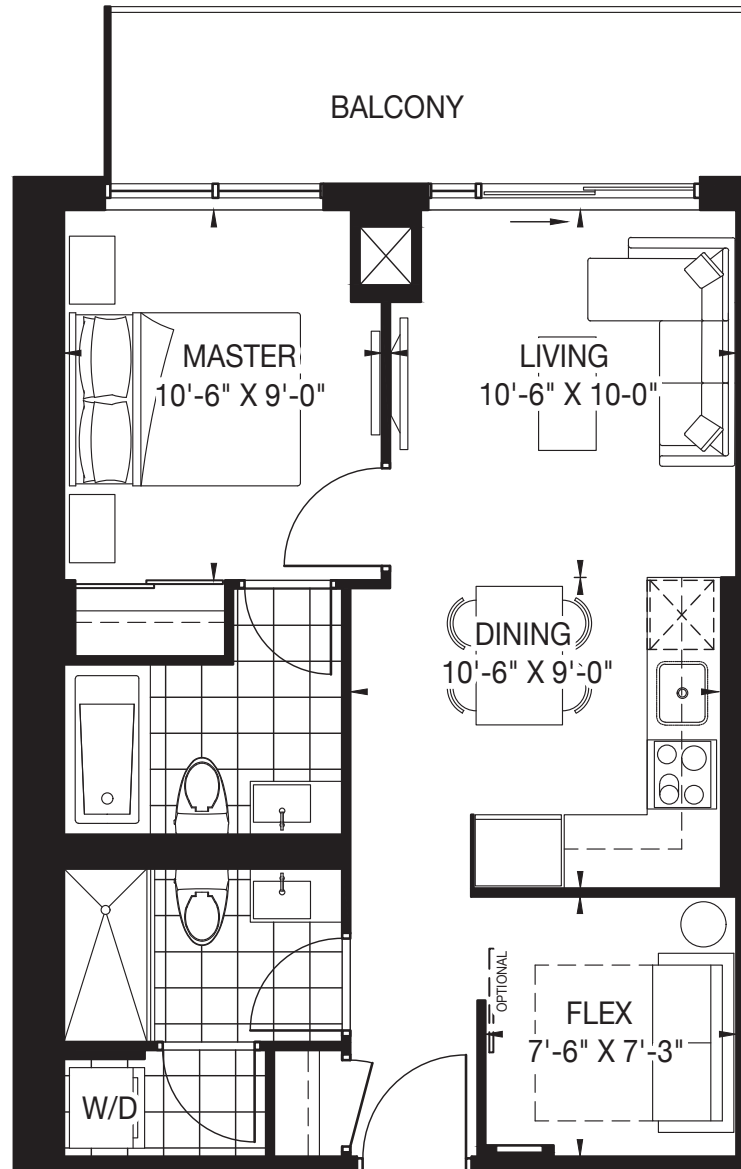 BALCONY
MASTER
10'-6" X 9'-0"
LIVING
10'-6" X 10-0"
DINING
10'-6" X 9'-0"
OPTIONAL
FLEX
7'-6" X 7'-3"
W/D